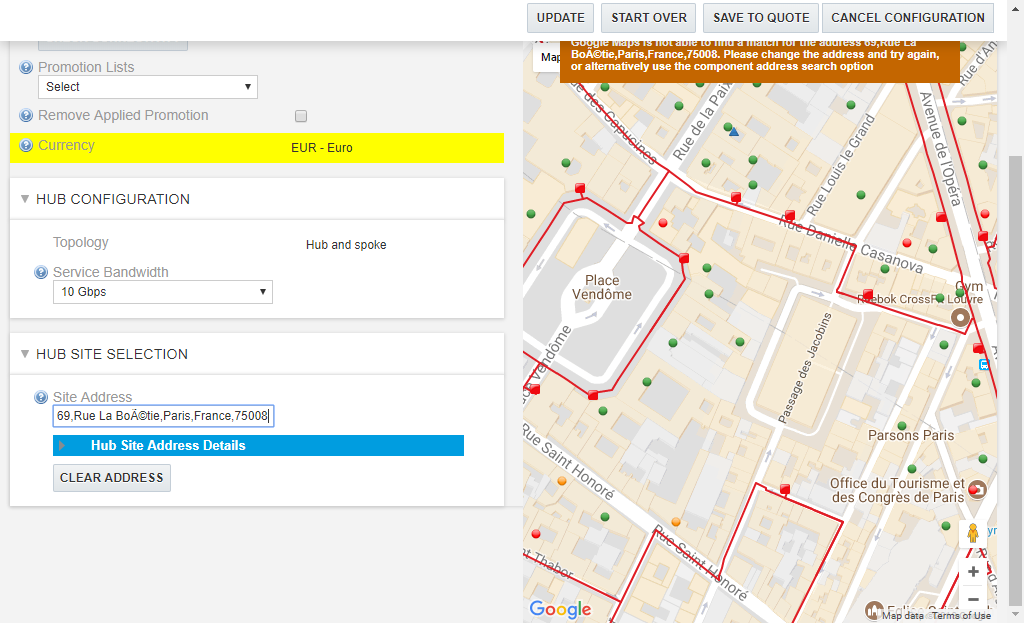 UPDATE
START OVER
SAVE TO QUOTE
CANCEL CONFIGURATION
Promotion Lists
Select
Remove Applied Promotion
Currency
EUR - Euro
HUB CONFIGURATION
Topology
Hub and spoke
Service Bandwidth
10 Gbps
HUB SITE SELECTION
Site Address
69,Rue La BoÃ©tie,Paris,France,75008
Hub Site Address Details
CLEAR ADDRESS
Map
Google Maps is not able to find a match for the address 69,Rue La
BoÃ©tie,Paris,France,75008. Please change the address and try again,
or alternatively use the component address search option
Rue d'An
Rue des Capucines
Rue de la Paix
Avenue de l'Opéra
Rue Louis le Grand
Rue Danielle Casanova
Place
Vendôme
Gym
Reebok CrossFit Louvre
Vendôme
Passage des Jacobins
Parsons Paris
Rue Saint Honoré
Office du Tourisme et
des Congrès de Paris
Rue Saint Honoré
Thabor
Google
Map data
Terms of Use